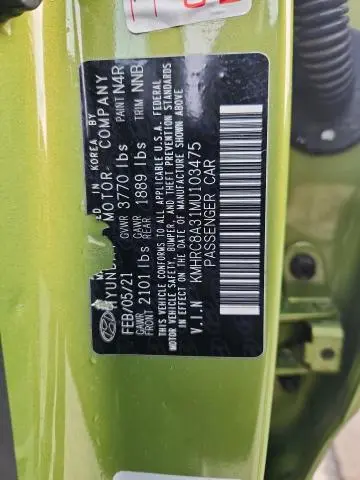 KOREA BY
HYUNDAI MOTOR COMPANY
FEB/05/21 GVWR 3770 lbs PAINT N4R
GAWR FRONT 2101 lbs GAWR REAR 1889 lbs TRIM NNB
THIS VEHICLE CONFORMS TO ALL APPLICABLE U.S.A. FEDERAL
MOTOR VEHICLE SAFETY, BUMPER, AND THEFT PREVENTION STANDARDS
IN EFFECT ON THE DATE OF MANUFACTURE SHOWN ABOVE.
V.I.N KMHRC8A31MU103475
PASSENGER CAR